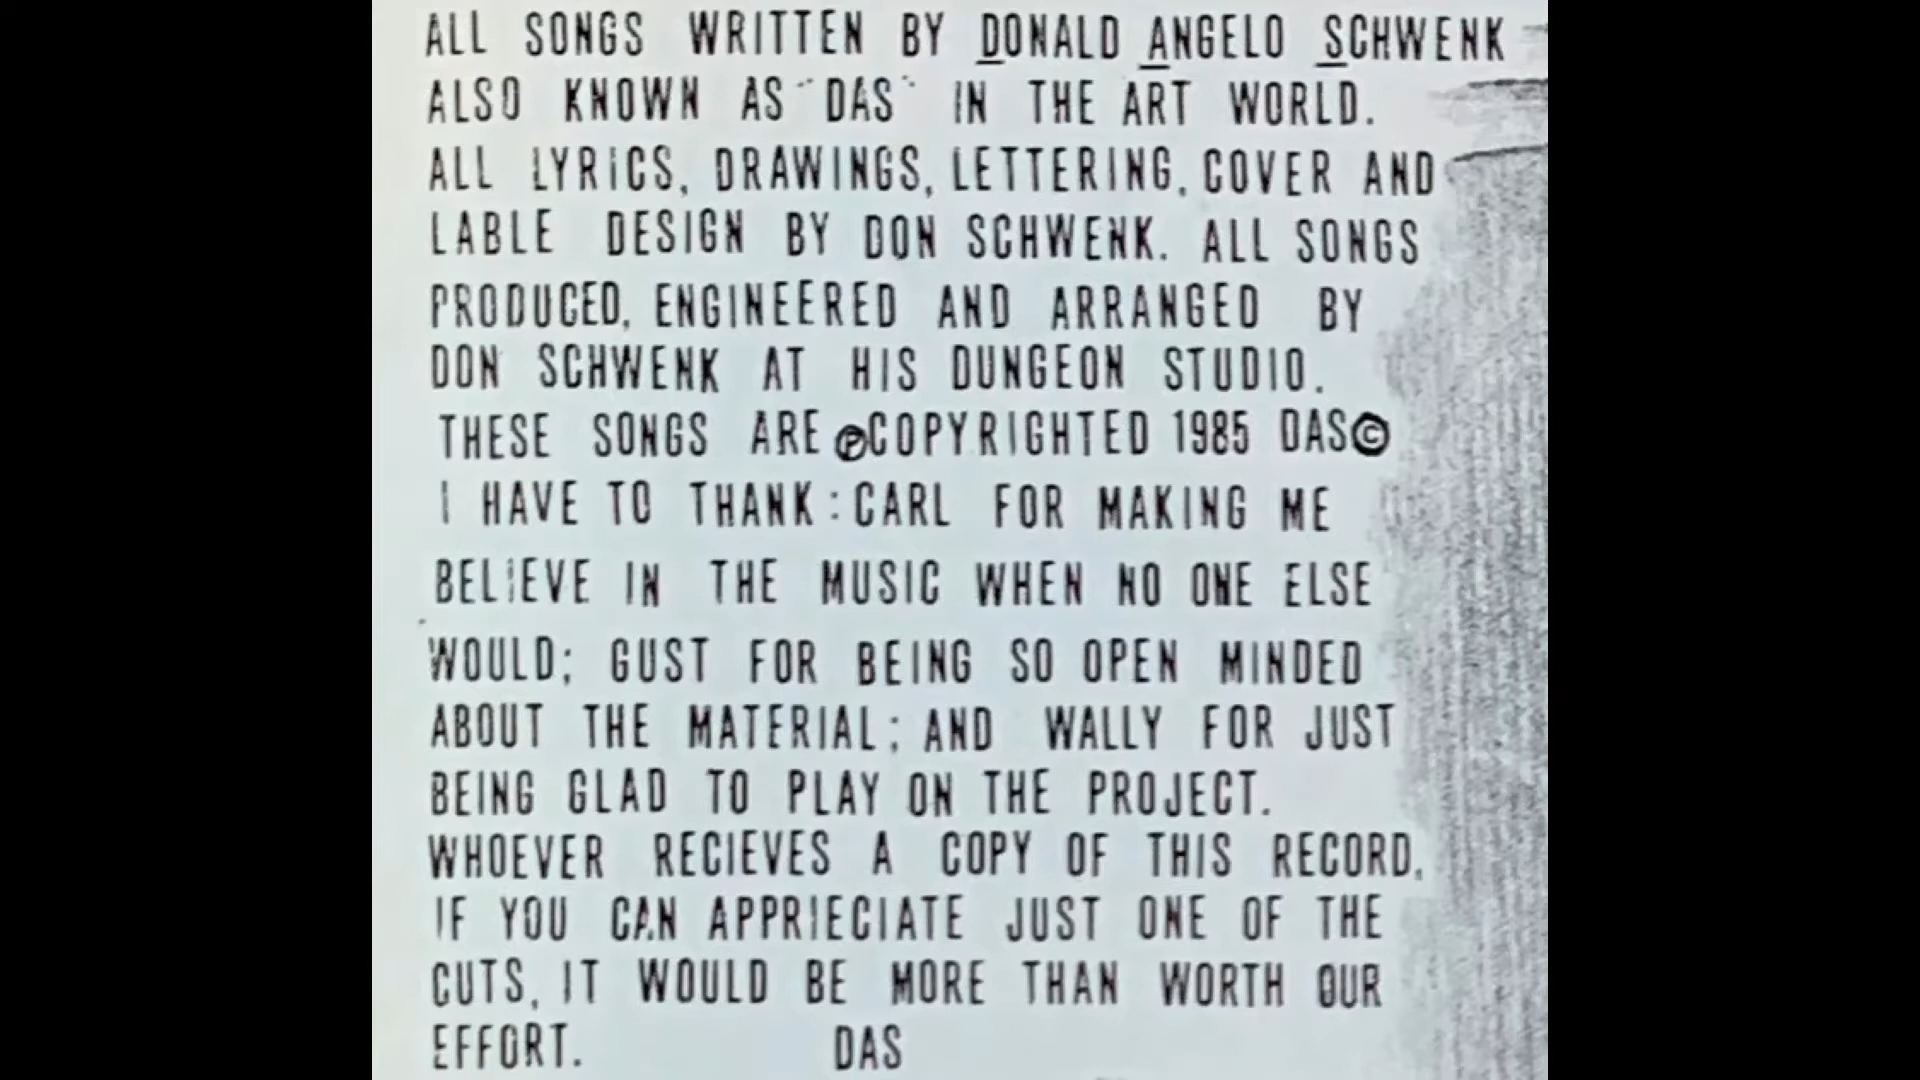 ALL SONGS WRITTEN BY DONALD ANGELO SCHWENK
ALSO KNOWN AS "DAS" IN THE ART WORLD.
ALL LYRICS, DRAWINGS, LETTERING, COVER AND
LABLE DESIGN BY DON SCHWENK. ALL SONGS
PRODUCED, ENGINEERED AND ARRANGED BY
DON SCHWENK AT HIS DUNGEON STUDIO.
THESE SONGS ARE ℗COPYRIGHTED 1985 DAS©
I HAVE TO THANK: CARL FOR MAKING ME
BELIEVE IN THE MUSIC WHEN NO ONE ELSE
WOULD; GUST FOR BEING SO OPEN MINDED
ABOUT THE MATERIAL; AND WALLY FOR JUST
BEING GLAD TO PLAY ON THE PROJECT.
WHOEVER RECIEVES A COPY OF THIS RECORD,
IF YOU CAN APPRIECIATE JUST ONE OF THE
CUTS, IT WOULD BE MORE THAN WORTH OUR
EFFORT. DAS